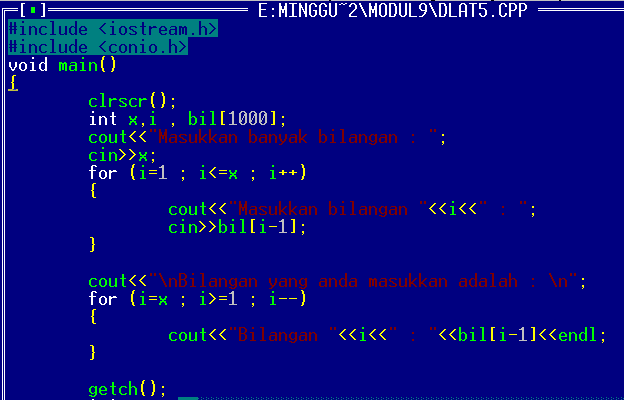 [■] E:MINGGU~2\MODUL9\DLAT5.CPP
#include <iostream.h>
#include <conio.h>
void main()
{
clrscr();
int x,i , bil[1000];
cout<<"Masukkan banyak bilangan : ";
cin>>x;
for (i=1 ; i<=x ; i++)
{
cout<<"Masukkan bilangan "<<i<<" : ";
cin>>bil[i-1];
}
cout<<"\nBilangan yang anda masukkan adalah : \n";
for (i=x ; i>=1 ; i--)
{
cout<<"Bilangan "<<i<<" : "<<bil[i-1]<<endl;
}
getch();